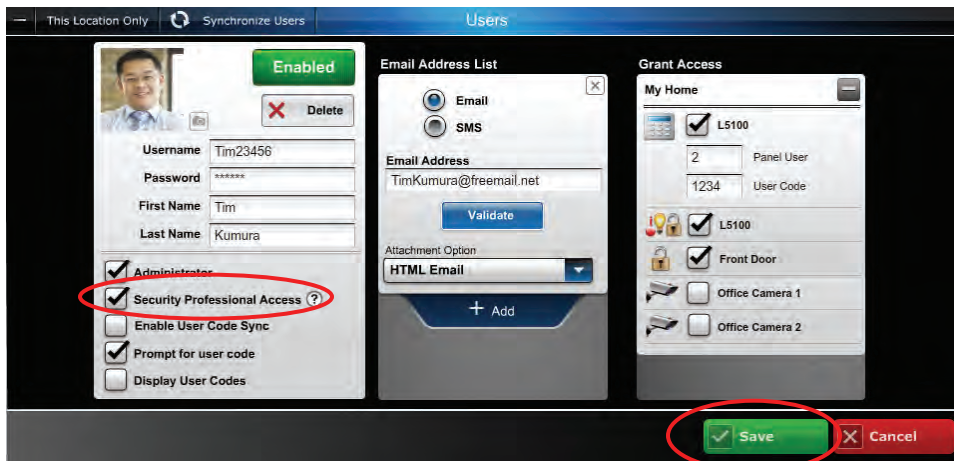 This Location Only
Synchronize Users
Users
Enabled
Delete
Username Tim23456
Password ******
First Name Tim
Last Name Kumura
Administrator
Security Professional Access ?
Enable User Code Sync
Prompt for user code
Display User Codes
Email Address List
Email
SMS
Email Address
TimKumura@freemail.net
Validate
Attachment Option
HTML Email
+ Add
Grant Access
My Home
L5100
2 Panel User
1234 User Code
L5100
Front Door
Office Camera 1
Office Camera 2
Save
Cancel